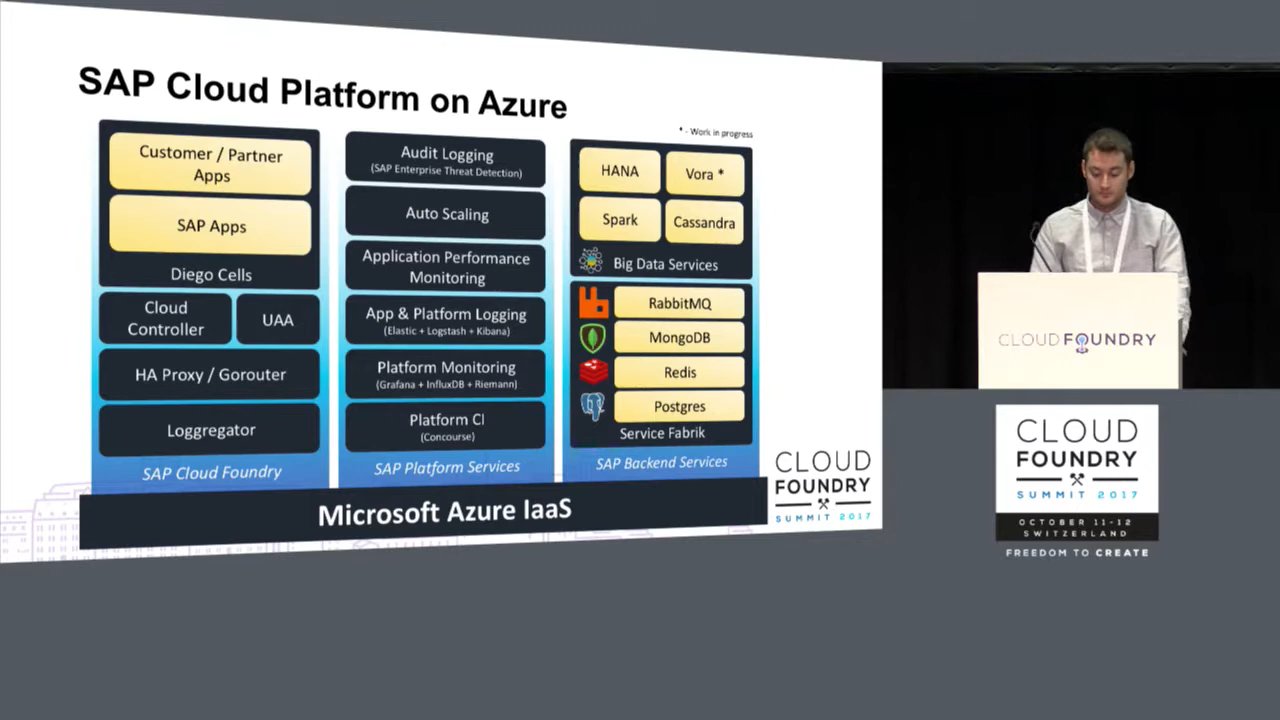 SAP Cloud Platform on Azure
* - Work in progress
Customer / Partner
Apps
SAP Apps
Diego Cells
Cloud
Controller
UAA
HA Proxy / Gorouter
Loggregator
SAP Cloud Foundry
Audit Logging
(SAP Enterprise Threat Detection)
Auto Scaling
Application Performance
Monitoring
App & Platform Logging
(Elastic + Logstash + Kibana)
Platform Monitoring
(Grafana + InfluxDB + Riemann)
Platform CI
(Concourse)
SAP Platform Services
HANA
Vora *
Spark
Cassandra
Big Data Services
RabbitMQ
MongoDB
Redis
Postgres
Service Fabrik
SAP Backend Services
Microsoft Azure IaaS
CLOUD
FOUNDRY
SUMMIT 2017
CLOUD FOUNDRY
CLOUD
FOUNDRY
SUMMIT 2017
OCTOBER 11-12
SWITZERLAND
FREEDOM TO CREATE